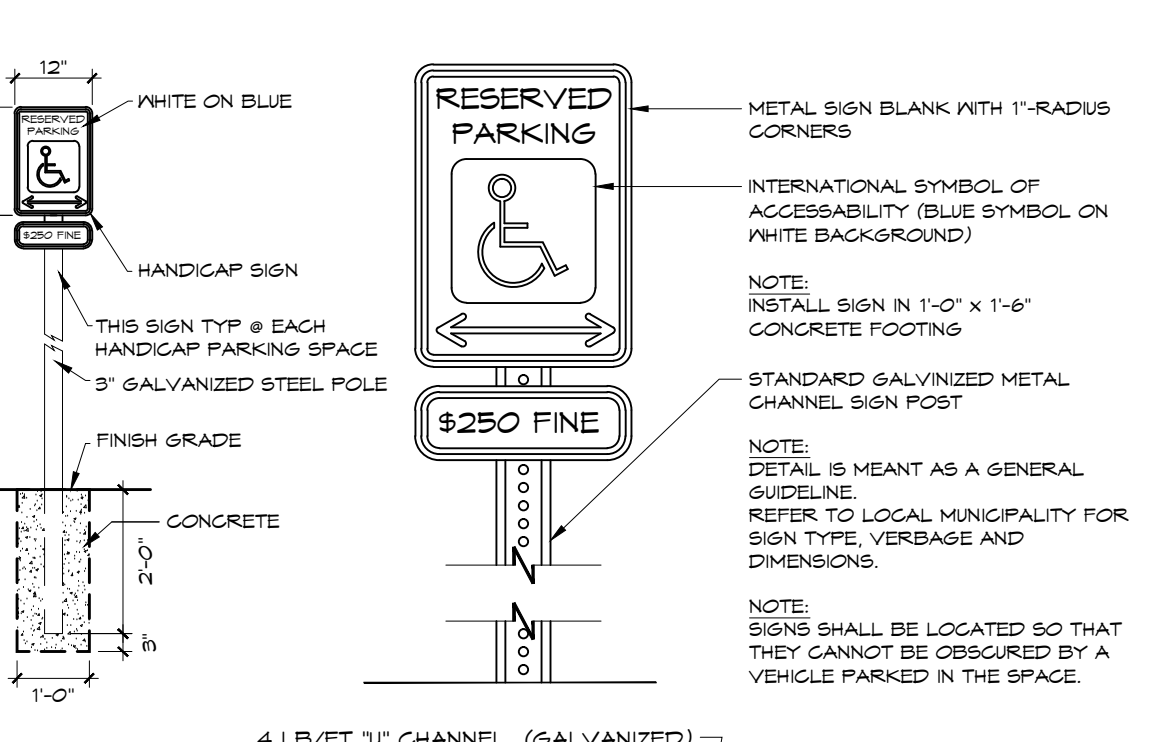 12"
RESERVED
PARKING
$250 FINE
WHITE ON BLUE
HANDICAP SIGN
THIS SIGN TYP @ EACH
HANDICAP PARKING SPACE
3" GALVANIZED STEEL POLE
FINISH GRADE
CONCRETE
2'-0"
3"
1'-0"
RESERVED
PARKING
$250 FINE
METAL SIGN BLANK WITH 1"-RADIUS
CORNERS
INTERNATIONAL SYMBOL OF
ACCESSABILITY (BLUE SYMBOL ON
WHITE BACKGROUND)
NOTE:
INSTALL SIGN IN 1'-0" x 1'-6"
CONCRETE FOOTING
STANDARD GALVINIZED METAL
CHANNEL SIGN POST
NOTE:
DETAIL IS MEANT AS A GENERAL
GUIDELINE.
REFER TO LOCAL MUNICIPALITY FOR
SIGN TYPE, VERBAGE AND
DIMENSIONS.
NOTE:
SIGNS SHALL BE LOCATED SO THAT
THEY CANNOT BE OBSCURED BY A
VEHICLE PARKED IN THE SPACE.
4 LB/FT "U" CHANNEL (GALVANIZED)